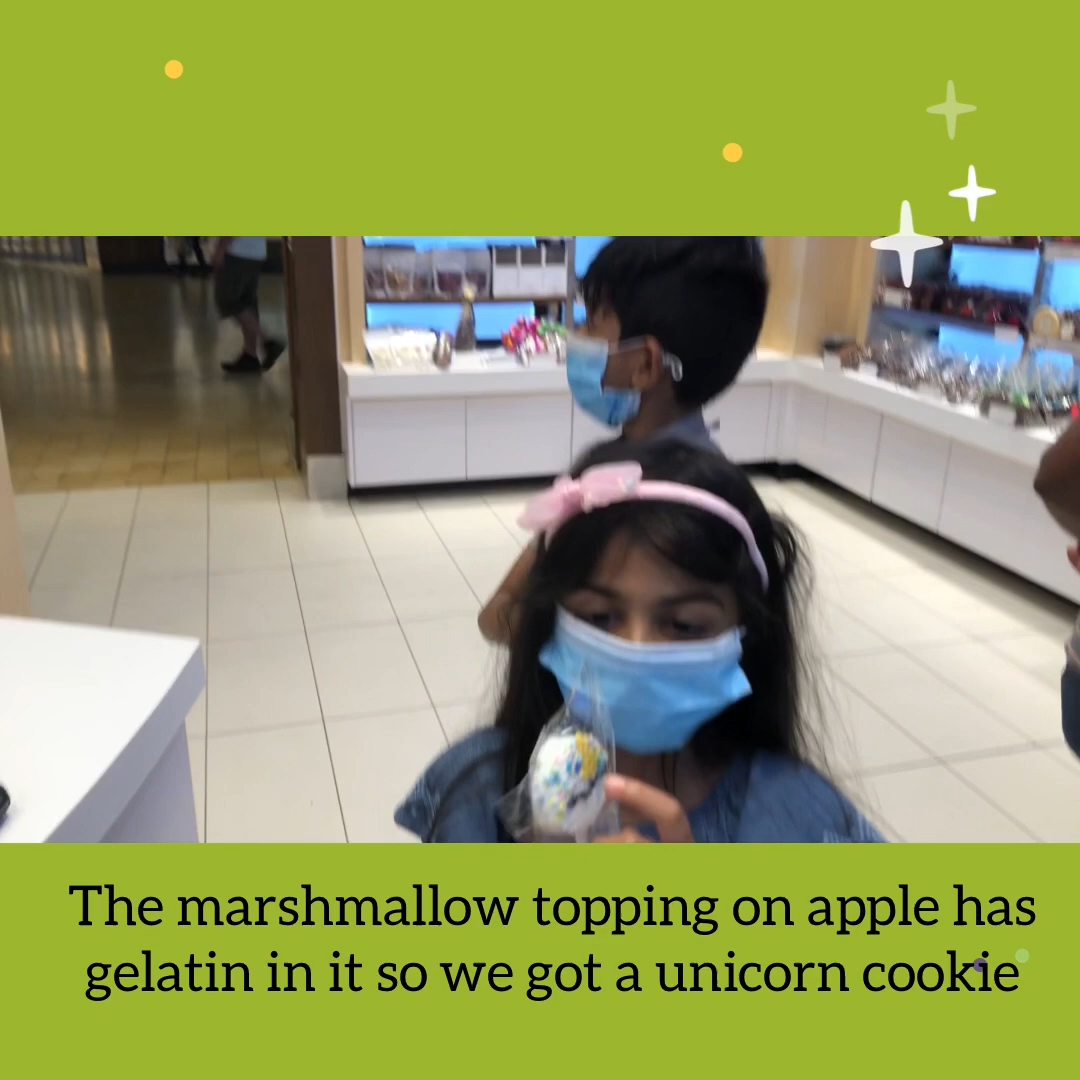 The marshmallow topping on apple has
gelatin in it so we got a unicorn cookie